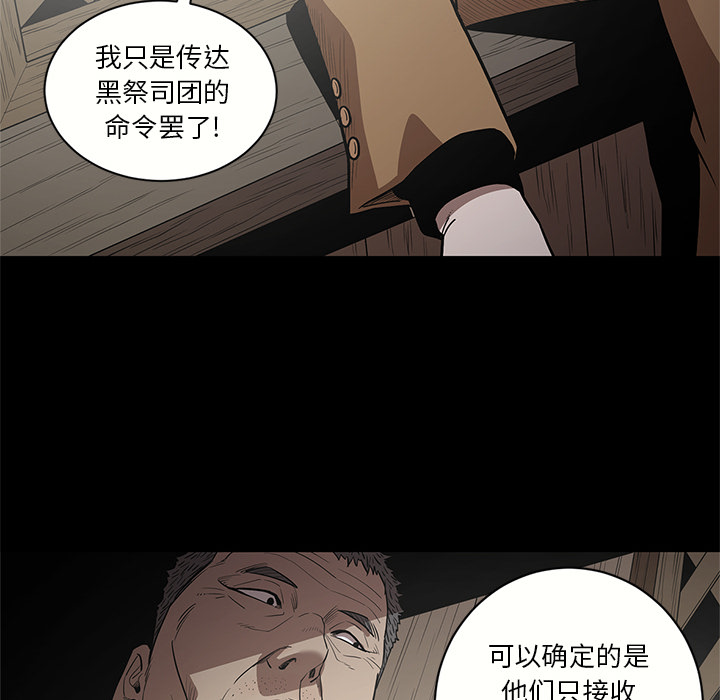 我只是传达
黑祭司团的
命令罢了!
可以确定的是
他们只接收